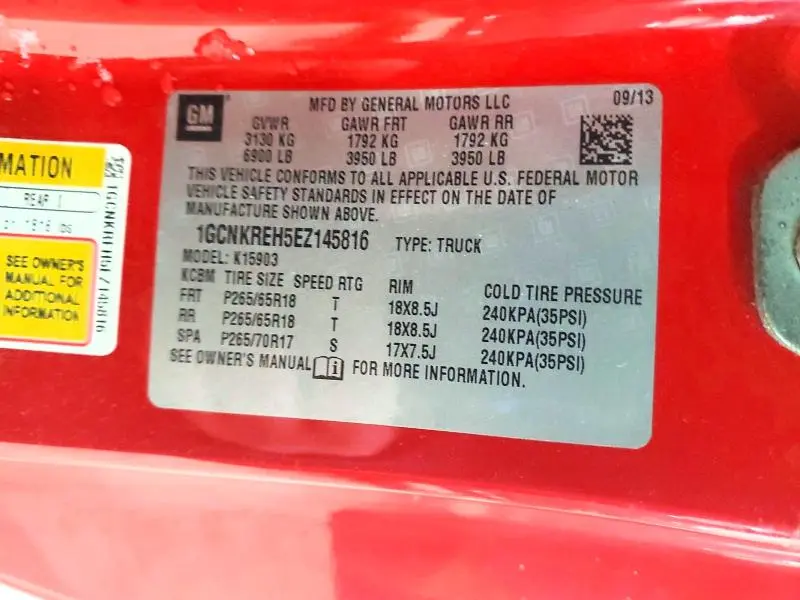 GM
MFD BY GENERAL MOTORS LLC 09/13
GVWR GAWR FRT GAWR RR
3130 KG 1792 KG 1792 KG
6900 LB 3950 LB 3950 LB
THIS VEHICLE CONFORMS TO ALL APPLICABLE U.S. FEDERAL MOTOR
VEHICLE SAFETY STANDARDS IN EFFECT ON THE DATE OF
MANUFACTURE SHOWN ABOVE.
1GCNKREH5EZ145816 TYPE: TRUCK
MODEL: K15903
KCBM TIRE SIZE SPEED RTG RIM COLD TIRE PRESSURE
FRT P265/65R18 T 18X8.5J 240KPA(35PSI)
RR P265/65R18 T 18X8.5J 240KPA(35PSI)
SPA P265/70R17 S 17X7.5J 240KPA(35PSI)
SEE OWNER'S MANUAL FOR MORE INFORMATION.
MATION
REAR
lbs
SEE OWNER'S
MANUAL FOR
ADDITIONAL
INFORMATION